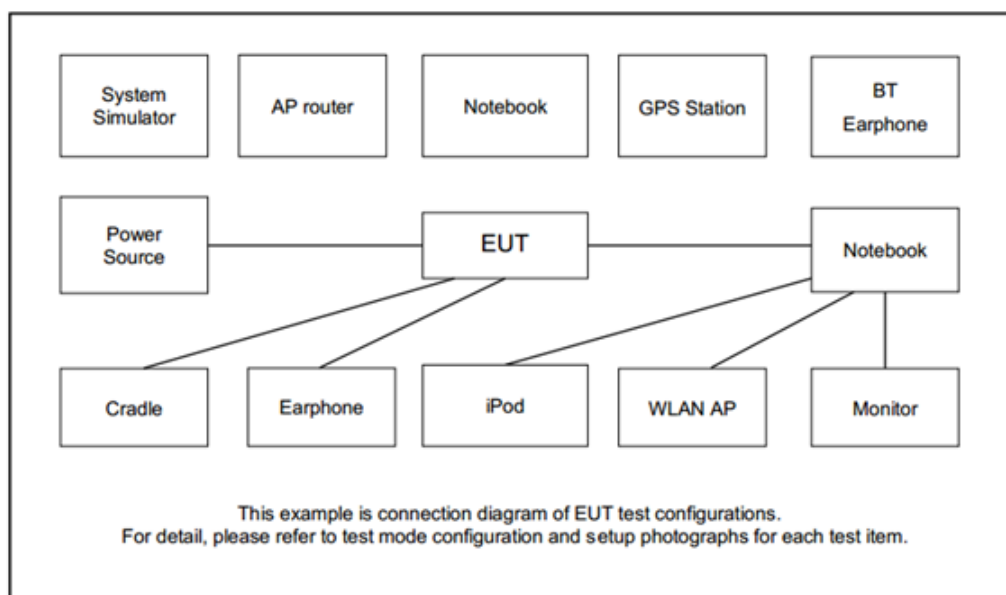 System
Simulator
AP router
Notebook
GPS Station
BT
Earphone
Power
Source
EUT
Notebook
Cradle
Earphone
iPod
WLAN AP
Monitor
This example is connection diagram of EUT test configurations.
For detail, please refer to test mode configuration and setup photographs for each test item.